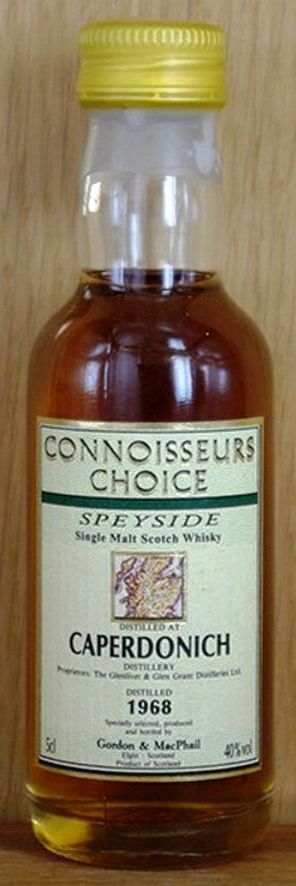 CONNOISSEURS
CHOICE
SPEYSIDE
Single Malt Scotch Whisky
DISTILLED AT
CAPERDONICH
DISTILLERY
Proprietors: The Glenlivet & Glen Grant Distilleries Ltd.
DISTILLED
1968
Specially selected, produced
and bottled by
5cl Gordon & MacPhail 40%vol
Elgin - Scotland
Product of Scotland